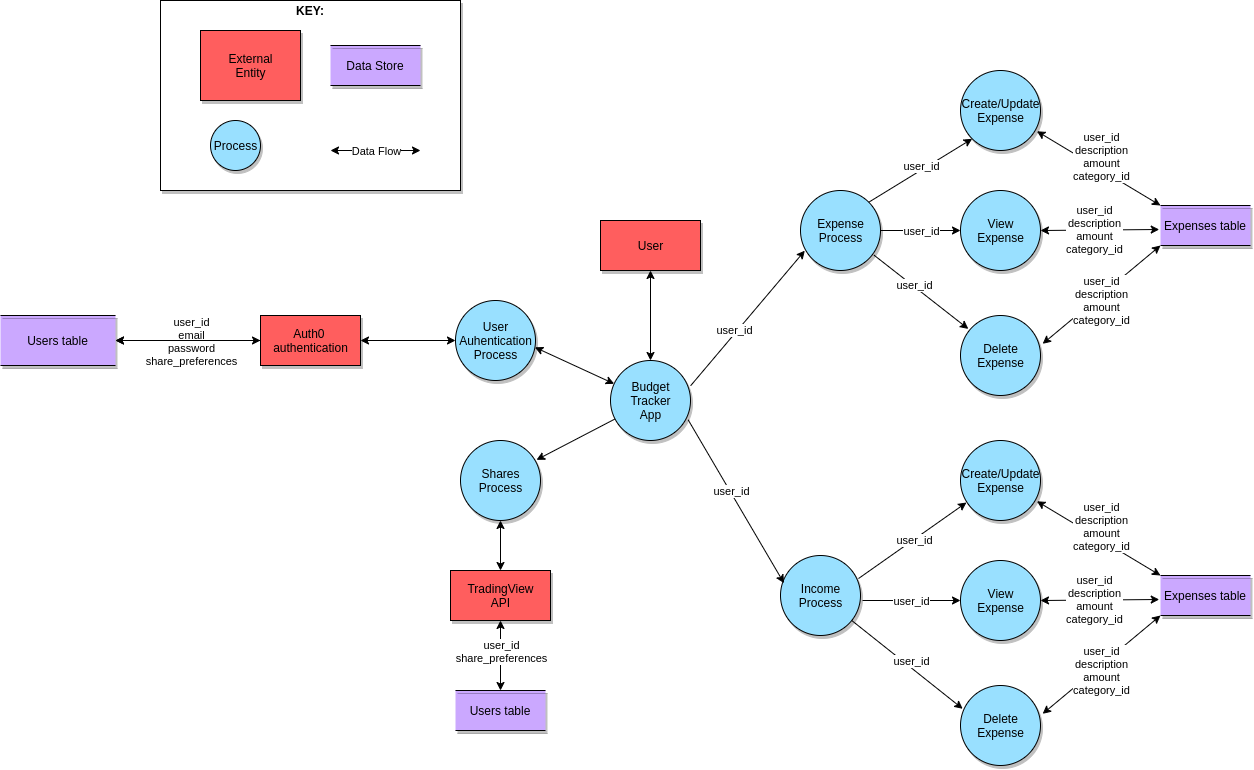 KEY:
External
Entity
Data Store
Process
Data Flow
User
Users table
user_id
email
password
share_preferences
Auth0
authentication
User
Auhentication
Process
Budget
Tracker
App
Shares
Process
TradingView
API
user_id
share_preferences
Users table
user_id
Expense
Process
user_id
Create/Update
Expense
user_id
description
amount
category_id
user_id
View
Expense
user_id
description
amount
category_id
Expenses table
user_id
Delete
Expense
user_id
description
amount
category_id
user_id
Income
Process
user_id
Create/Update
Expense
user_id
description
amount
category_id
user_id
View
Expense
user_id
description
amount
category_id
Expenses table
user_id
Delete
Expense
user_id
description
amount
category_id